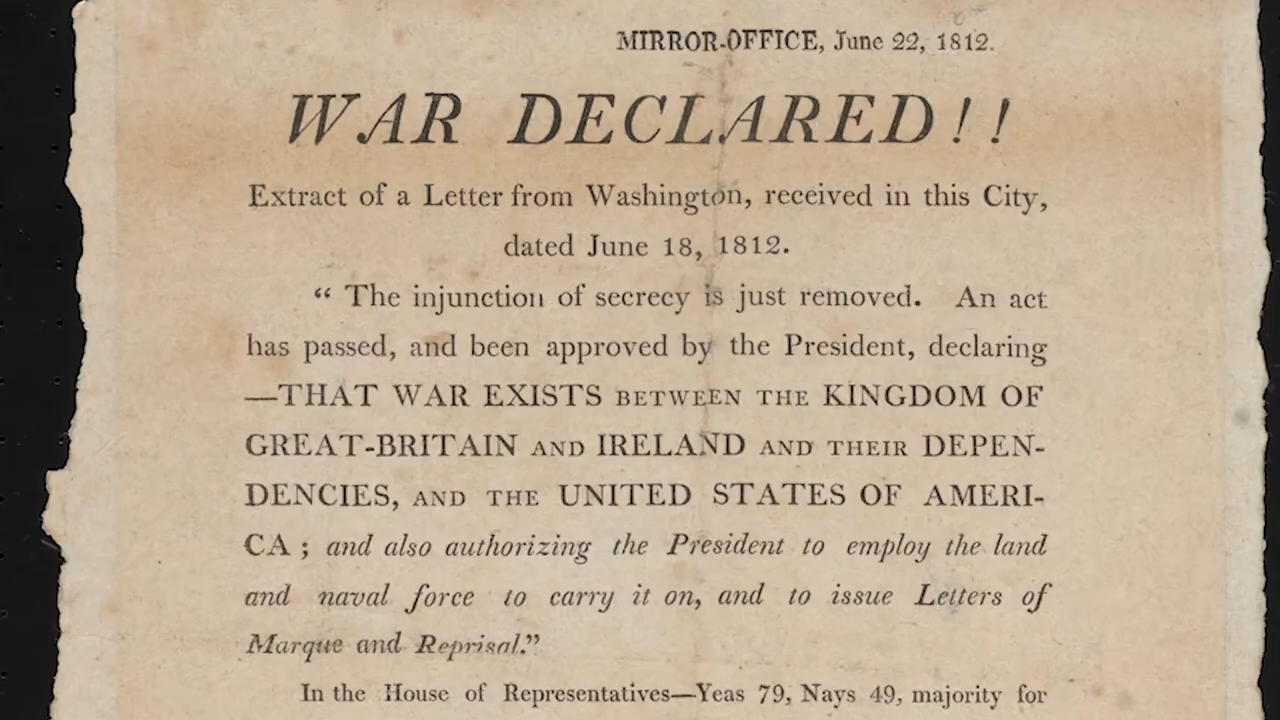 MIRROR-OFFICE, June 22, 1812.
WAR DECLARED!!
Extract of a Letter from Washington, received in this City,
dated June 18, 1812.
“ The injunction of secrecy is just removed. An act
has passed, and been approved by the President, declaring
—THAT WAR EXISTS BETWEEN THE KINGDOM OF
GREAT-BRITAIN AND IRELAND AND THEIR DEPEN-
DENCIES, AND THE UNITED STATES OF AMERI-
CA ; and also authorizing the President to employ the land
and naval force to carry it on, and to issue Letters of
Marque and Reprisal.”
In the House of Representatives—Yeas 79, Nays 49, majority for